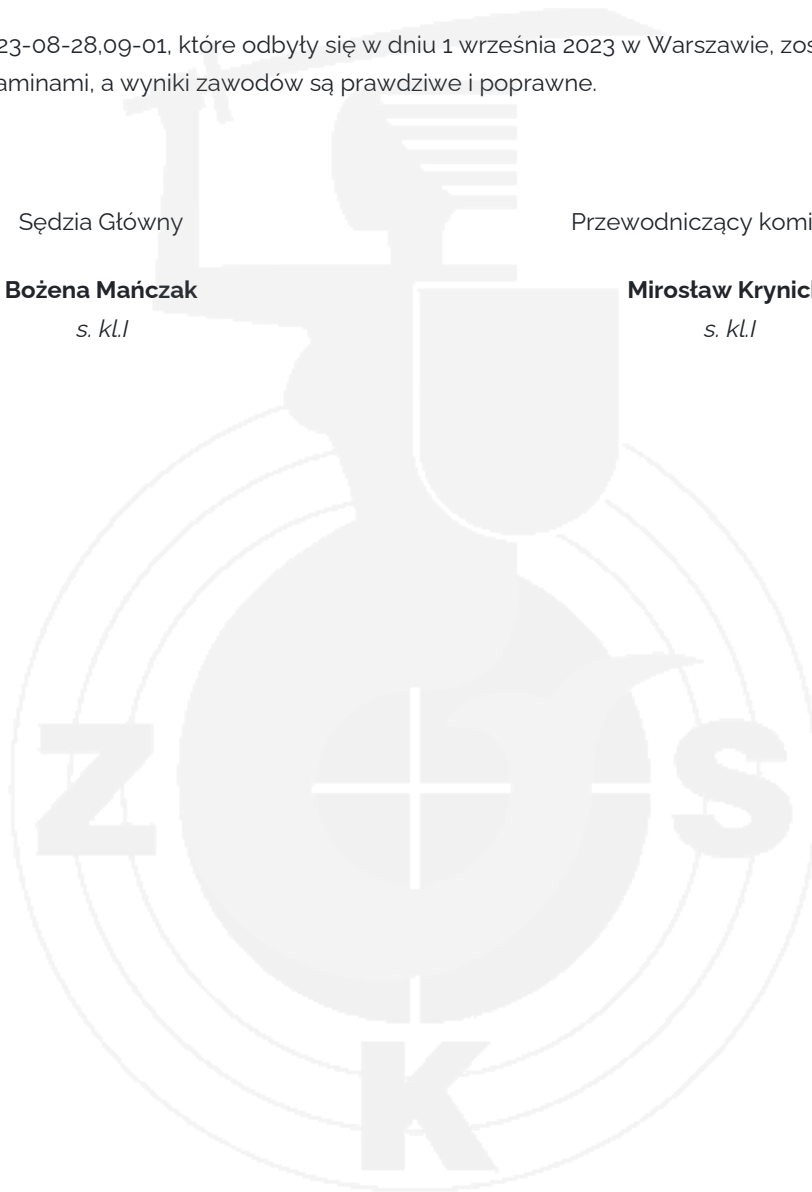 23-08-28,09-01, które odbyły się w dniu 1 września 2023 w Warszawie, zos
aminami, a wyniki zawodów są prawdziwe i poprawne.
Sędzia Główny Przewodniczący komi
Bożena Mańczak Mirosław Krynic
s. kl.I s. kl.I
Z S
K